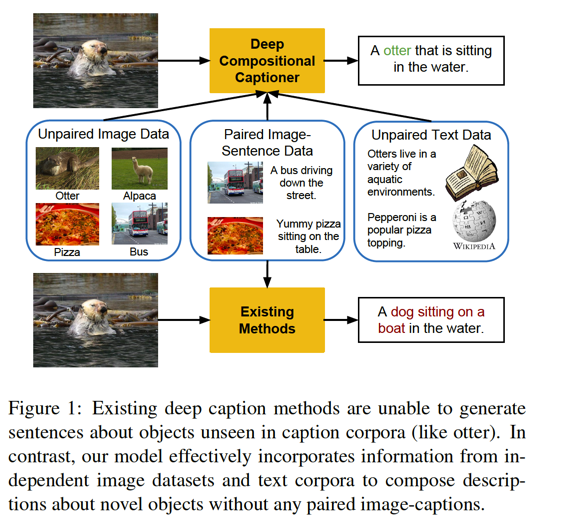 Deep
Compositional
Captioner
A otter that is sitting
in the water.
Unpaired Image Data
Otter
Alpaca
Pizza
Bus
Paired Image-
Sentence Data
A bus driving
down the
street.
Yummy pizza
sitting on the
table.
Unpaired Text Data
Otters live in a
variety of
aquatic
environments.
Pepperoni is a
popular pizza
topping.
WIKIPEDIA
Existing
Methods
A dog sitting on a
boat in the water.
Figure 1: Existing deep caption methods are unable to generate
sentences about objects unseen in caption corpora (like otter). In
contrast, our model effectively incorporates information from in-
dependent image datasets and text corpora to compose descrip-
tions about novel objects without any paired image-captions.